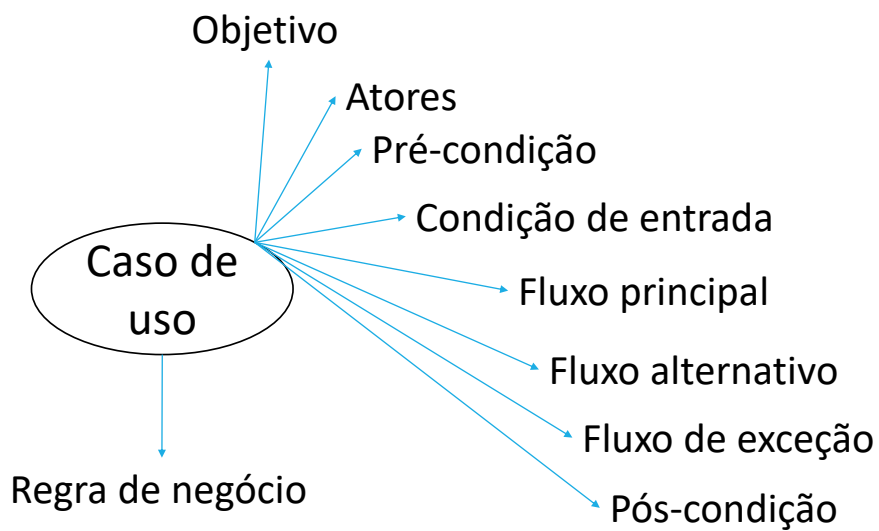 Objetivo
Atores
Pré-condição
Condição de entrada
Caso de
uso
Fluxo principal
Fluxo alternativo
Fluxo de exceção
Regra de negócio
Pós-condição